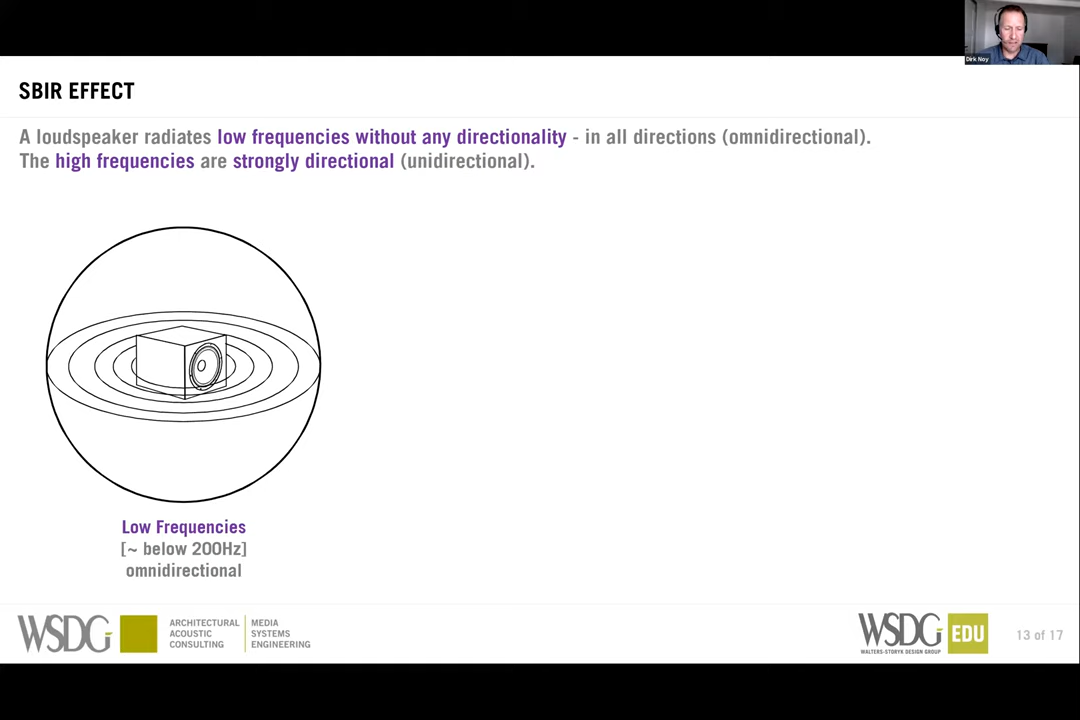 Dirk Noy
SBIR EFFECT
A loudspeaker radiates low frequencies without any directionality - in all directions (omnidirectional).
The high frequencies are strongly directional (unidirectional).
Low Frequencies
[~ below 200Hz]
omnidirectional
WSDG
ARCHITECTURAL
ACOUSTIC
CONSULTING
MEDIA
SYSTEMS
ENGINEERING
WSDG EDU
WALTERS-STORYK DESIGN GROUP
13 of 17